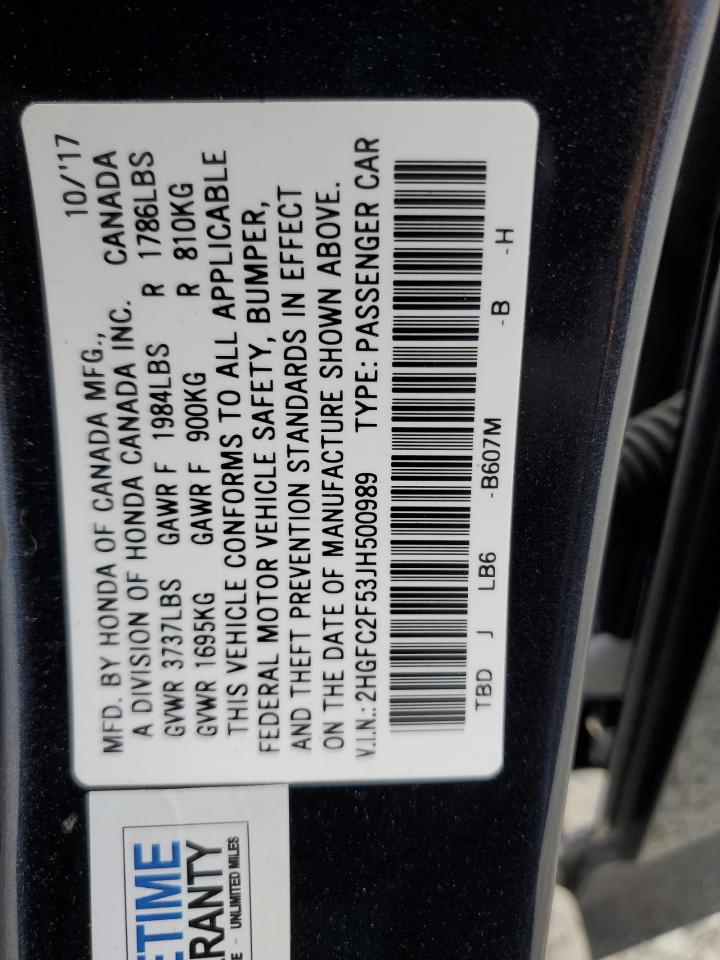 MFD. BY HONDA OF CANADA MFG., 10/'17
A DIVISION OF HONDA CANADA INC. CANADA
GVWR 3737LBS GAWR F 1984LBS R 1786LBS
GVWR 1695KG GAWR F 900KG R 810KG
THIS VEHICLE CONFORMS TO ALL APPLICABLE
FEDERAL MOTOR VEHICLE SAFETY, BUMPER,
AND THEFT PREVENTION STANDARDS IN EFFECT
ON THE DATE OF MANUFACTURE SHOWN ABOVE.
V.I.N.: 2HGFC2F53JH500989 TYPE: PASSENGER CAR
TBD J LB6 -B607M -B -H
- UNLIMITED MILES